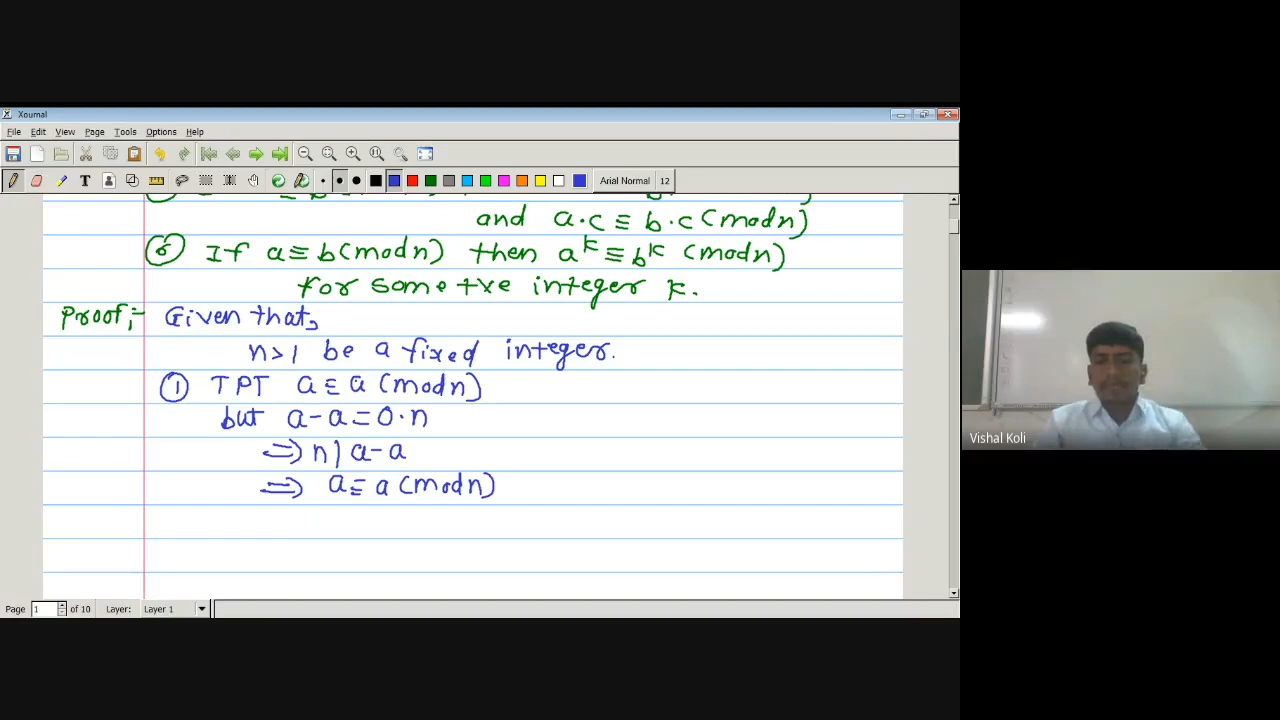 Xournal
File Edit View Page Tools Options Help
Arial Normal 12
and a·c ≡ b·c (mod n)
⑥ If a ≡ b (mod n) then a^k ≡ b^k (mod n)
for some +ve integer k.
Proof:- Given that,
n>1 be a fixed integer.
① TPT a ≡ a (mod n)
but a-a = 0·n
⇒ n | a-a
⇒ a ≡ a (mod n)
Page 1 of 10 Layer: Layer 1
Vishal Koli